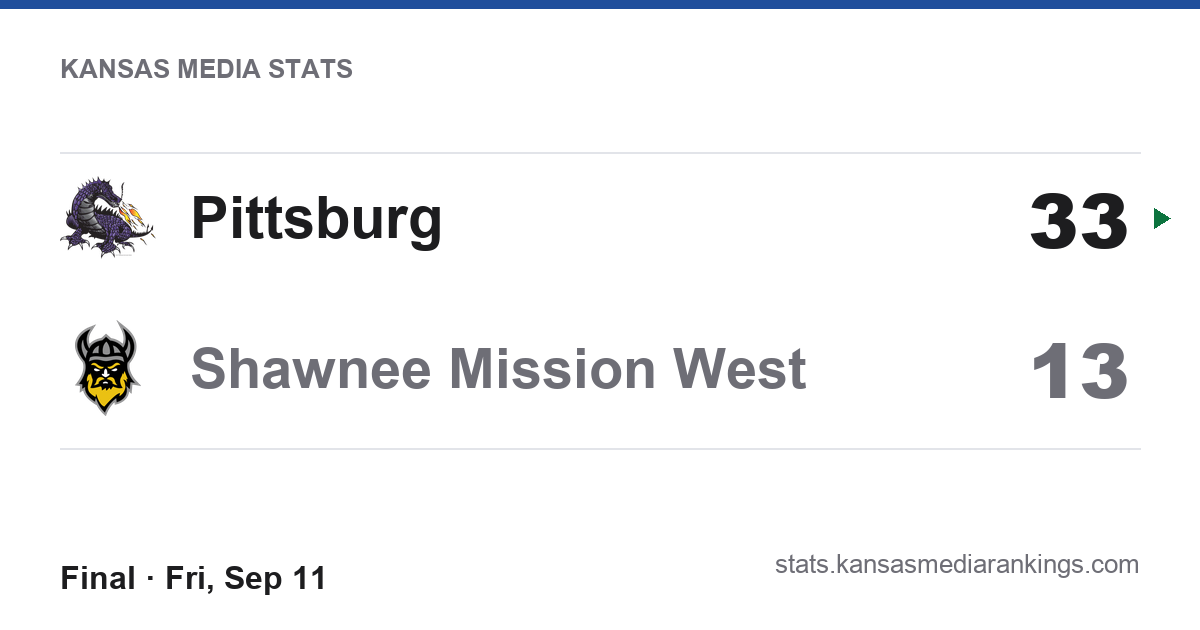 KANSAS MEDIA STATS
Pittsburg 33
Shawnee Mission West 13
Final · Fri, Sep 11
stats.kansasmediarankings.com